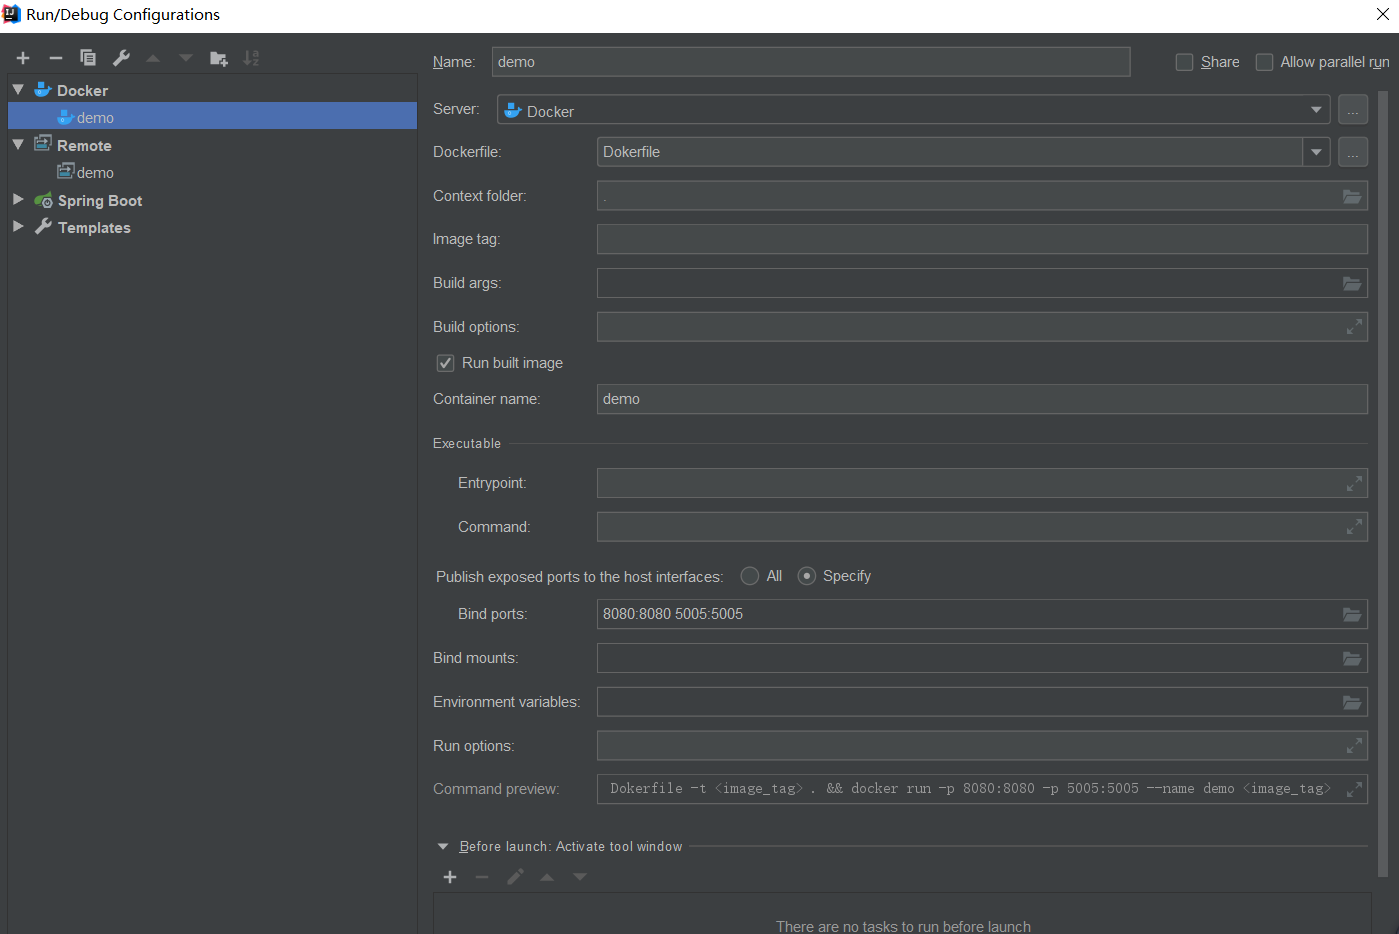 Run/Debug Configurations
Name: demo Share Allow parallel run
Docker
demo
Remote
demo
Spring Boot
Templates
Server: Docker ...
Dockerfile: Dokerfile ...
Context folder: .
Image tag:
Build args:
Build options:
Run built image
Container name: demo
Executable
Entrypoint:
Command:
Publish exposed ports to the host interfaces: All Specify
Bind ports: 8080:8080 5005:5005
Bind mounts:
Environment variables:
Run options:
Command preview: Dokerfile -t <image_tag> . && docker run -p 8080:8080 -p 5005:5005 --name demo <image_tag>
Before launch: Activate tool window
There are no tasks to run before launch